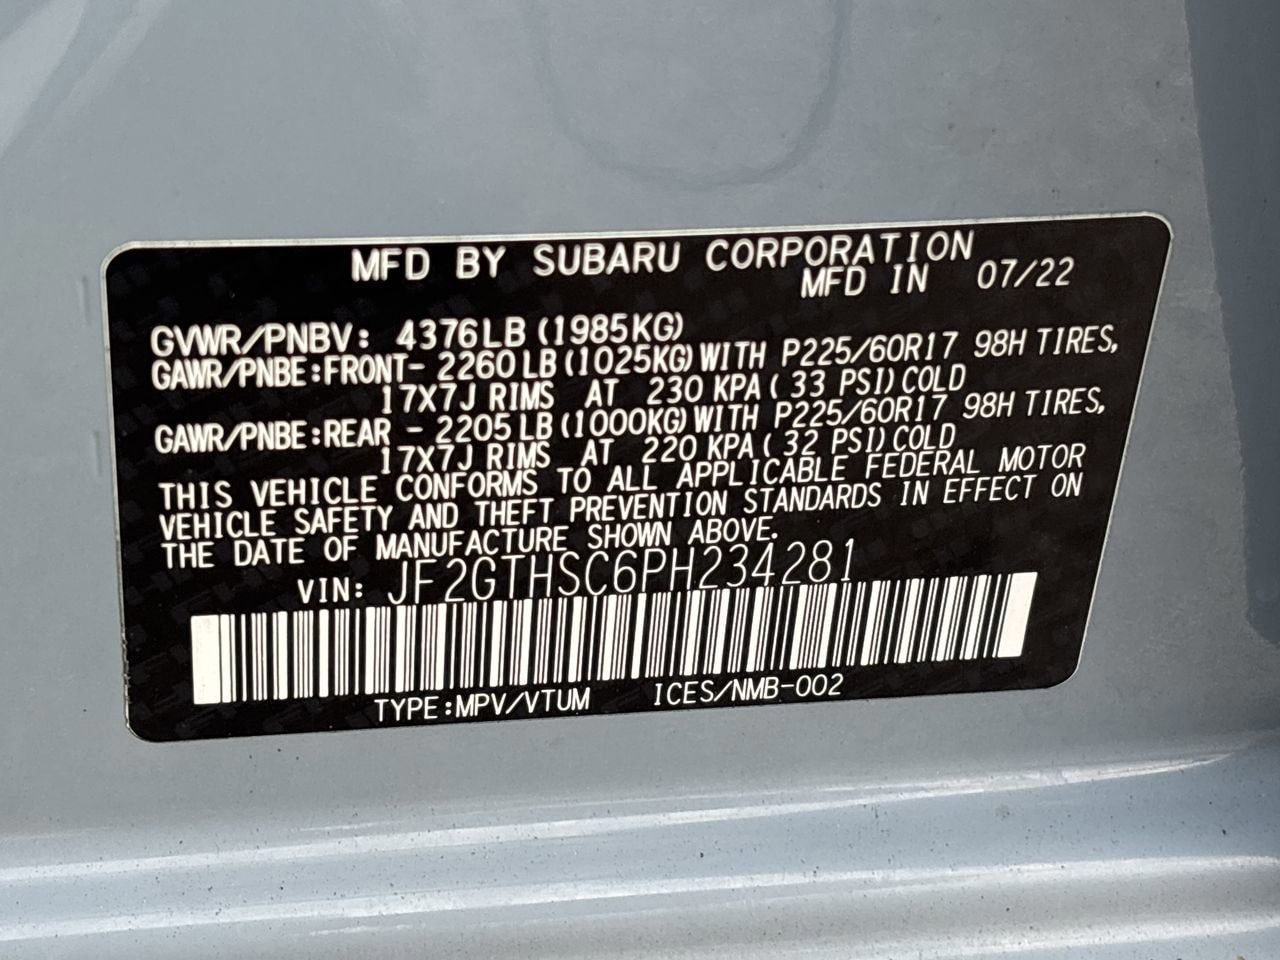 MFD BY SUBARU CORPORATION
MFD IN 07/22
GVWR/PNBV: 4376LB (1985KG)
GAWR/PNBE:FRONT- 2260LB (1025KG) WITH P225/60R17 98H TIRES,
17X7J RIMS AT 230 KPA ( 33 PSI) COLD
GAWR/PNBE:REAR - 2205LB (1000KG) WITH P225/60R17 98H TIRES,
17X7J RIMS AT 220 KPA ( 32 PSI) COLD
THIS VEHICLE CONFORMS TO ALL APPLICABLE FEDERAL MOTOR
VEHICLE SAFETY AND THEFT PREVENTION STANDARDS IN EFFECT ON
THE DATE OF MANUFACTURE SHOWN ABOVE.
VIN: JF2GTHSC6PH234281
TYPE:MPV/VTUM ICES/NMB-002